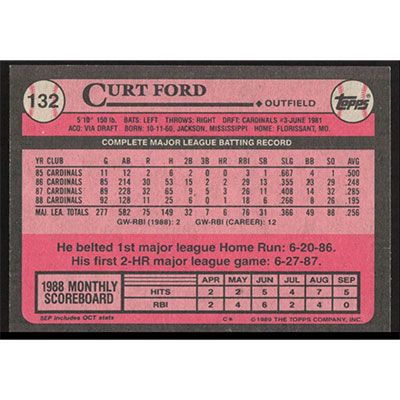 132
CURT FORD
OUTFIELD
TOPPS
5'10" 150 lb. BATS: LEFT THROWS: RIGHT DRFT: CARDINALS #3-JUNE 1981
ACQ: VIA DRAFT BORN: 10-11-60, JACKSON, MISSISSIPPI HOME: FLORISSANT, MO.
COMPLETE MAJOR LEAGUE BATTING RECORD
YR CLUB G AB R H 2B 3B HR RBI SB SLG BB SO AVG
85 CARDINALS 11 12 2 6 2 0 0 3 1 .667 4 1 .500
86 CARDINALS 85 214 30 53 15 2 2 29 13 .364 23 29 .248
87 CARDINALS 89 228 32 65 9 5 3 26 11 .408 14 32 .285
88 CARDINALS 92 128 11 25 6 0 1 18 6 .266 8 26 .195
MAJ. LEA. TOTALS 277 582 75 149 32 7 6 76 31 .369 49 88 .256
GW-RBI (1988): 2 GW-RBI (CAREER): 12
He belted 1st major league Home Run: 6-20-86.
His first 2-HR major league game: 6-27-87.
1988 MONTHLY
SCOREBOARD
APR MAY JUN JUL AUG SEP
HITS 2 2 5 5 4 7
RBI 2 4 6 2 4 0
SEP includes OCT stats
C* ©1989 THE TOPPS COMPANY, INC.